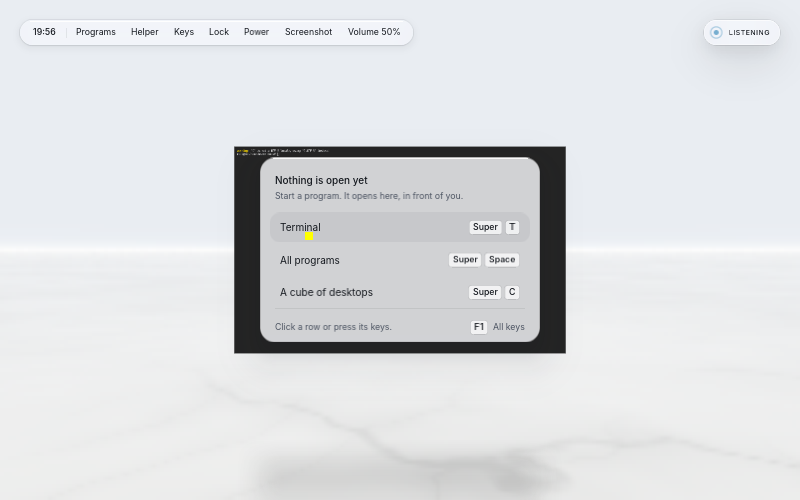 19:56 Programs Helper Keys Lock Power Screenshot Volume 50%
LISTENING
Nothing is open yet
Start a program. It opens here, in front of you.
Terminal Super T
All programs Super Space
A cube of desktops Super C
Click a row or press its keys. F1 All keys